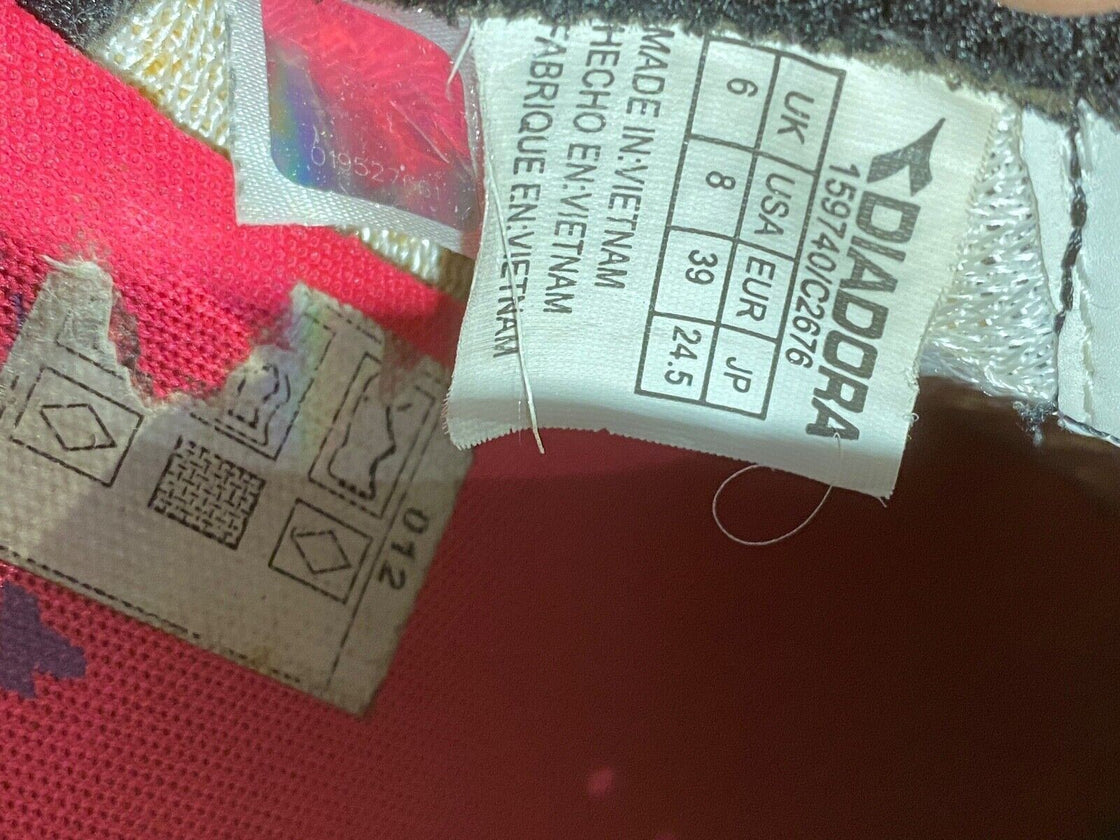 DIADORA
159740/C2676
UK USA EUR JP
6 8 39 24.5
MADE IN:VIETNAM
HECHO EN:VIETNAM
FABRIQUE EN:VIETNAM
012